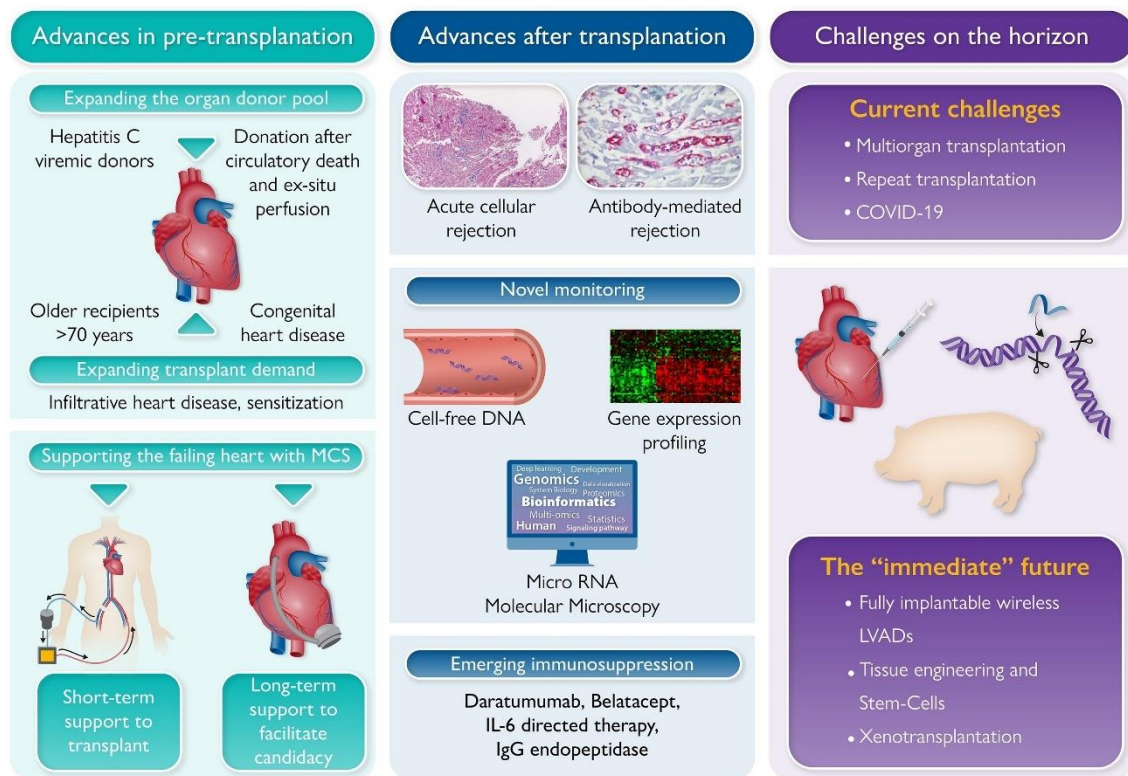 Advances in pre-transplanation
Expanding the organ donor pool
Hepatitis C
viremic donors
Donation after
circulatory death
and ex-situ
perfusion
Older recipients
>70 years
Congenital
heart disease
Expanding transplant demand
Infiltrative heart disease, sensitization
Supporting the failing heart with MCS
Short-term
support to
transplant
Long-term
support to
facilitate
candidacy
Advances after transplanation
Acute cellular
rejection
Antibody-mediated
rejection
Novel monitoring
Cell-free DNA
Gene expression
profiling
Deep learning Development
Genomics Data visualization
System Biology Proteomics
Bioinformatics
Multi-omics Statistics
Human Signaling pathway
Micro RNA
Molecular Microscopy
Emerging immunosuppression
Daratumumab, Belatacept,
IL-6 directed therapy,
IgG endopeptidase
Challenges on the horizon
Current challenges
• Multiorgan transplantation
• Repeat transplantation
• COVID-19
The “immediate” future
• Fully implantable wireless
LVADs
• Tissue engineering and
Stem-Cells
• Xenotransplantation